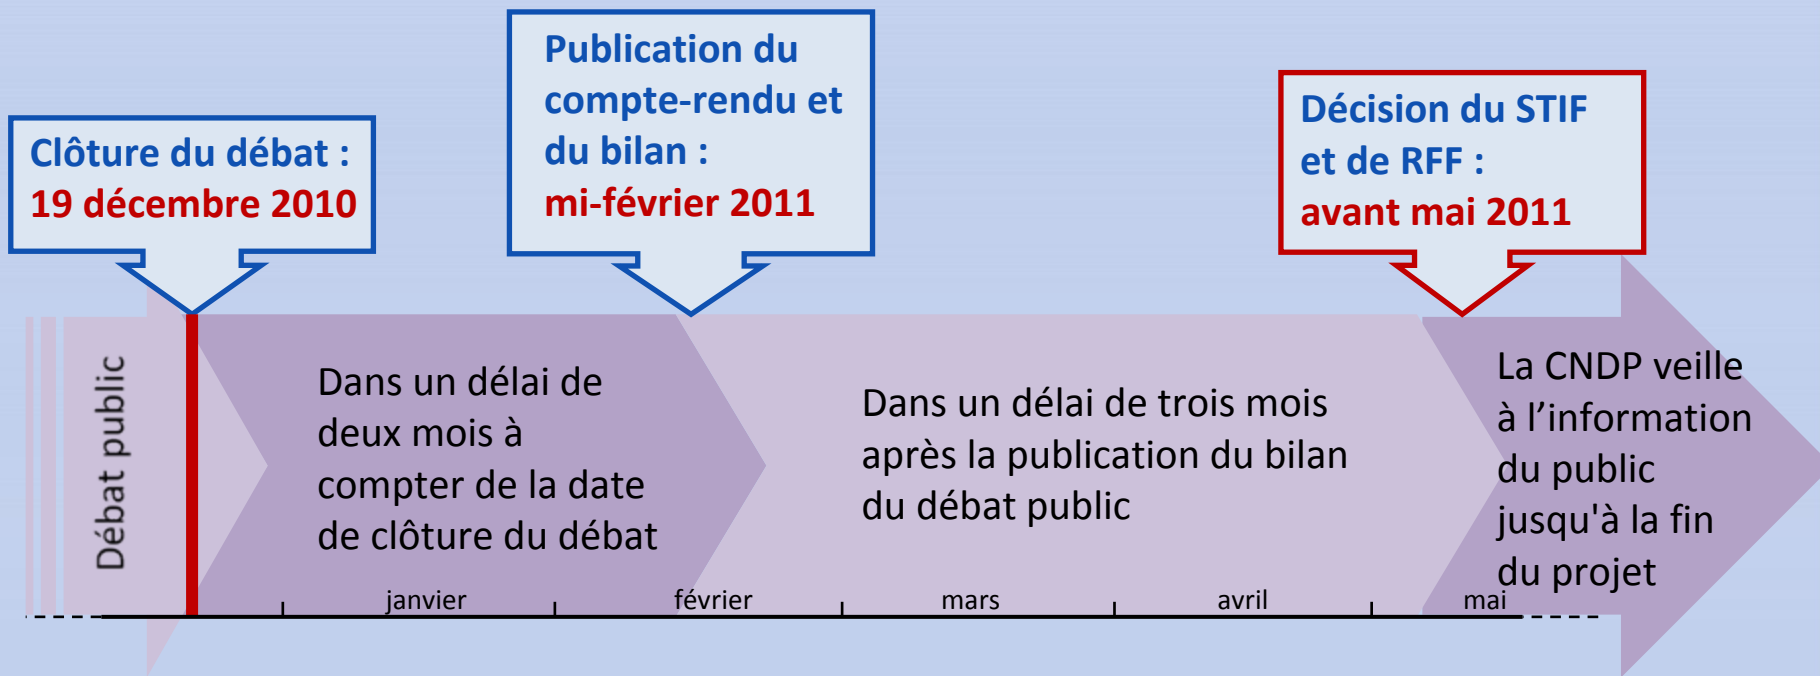 Clôture du débat :
19 décembre 2010
Publication du
compte-rendu et
du bilan :
mi-février 2011
Décision du STIF
et de RFF :
avant mai 2011
Débat public
Dans un délai de
deux mois à
compter de la date
de clôture du débat
Dans un délai de trois mois
après la publication du bilan
du débat public
La CNDP veille
à l’information
du public
jusqu'à la fin
du projet
janvier
février
mars
avril
mai